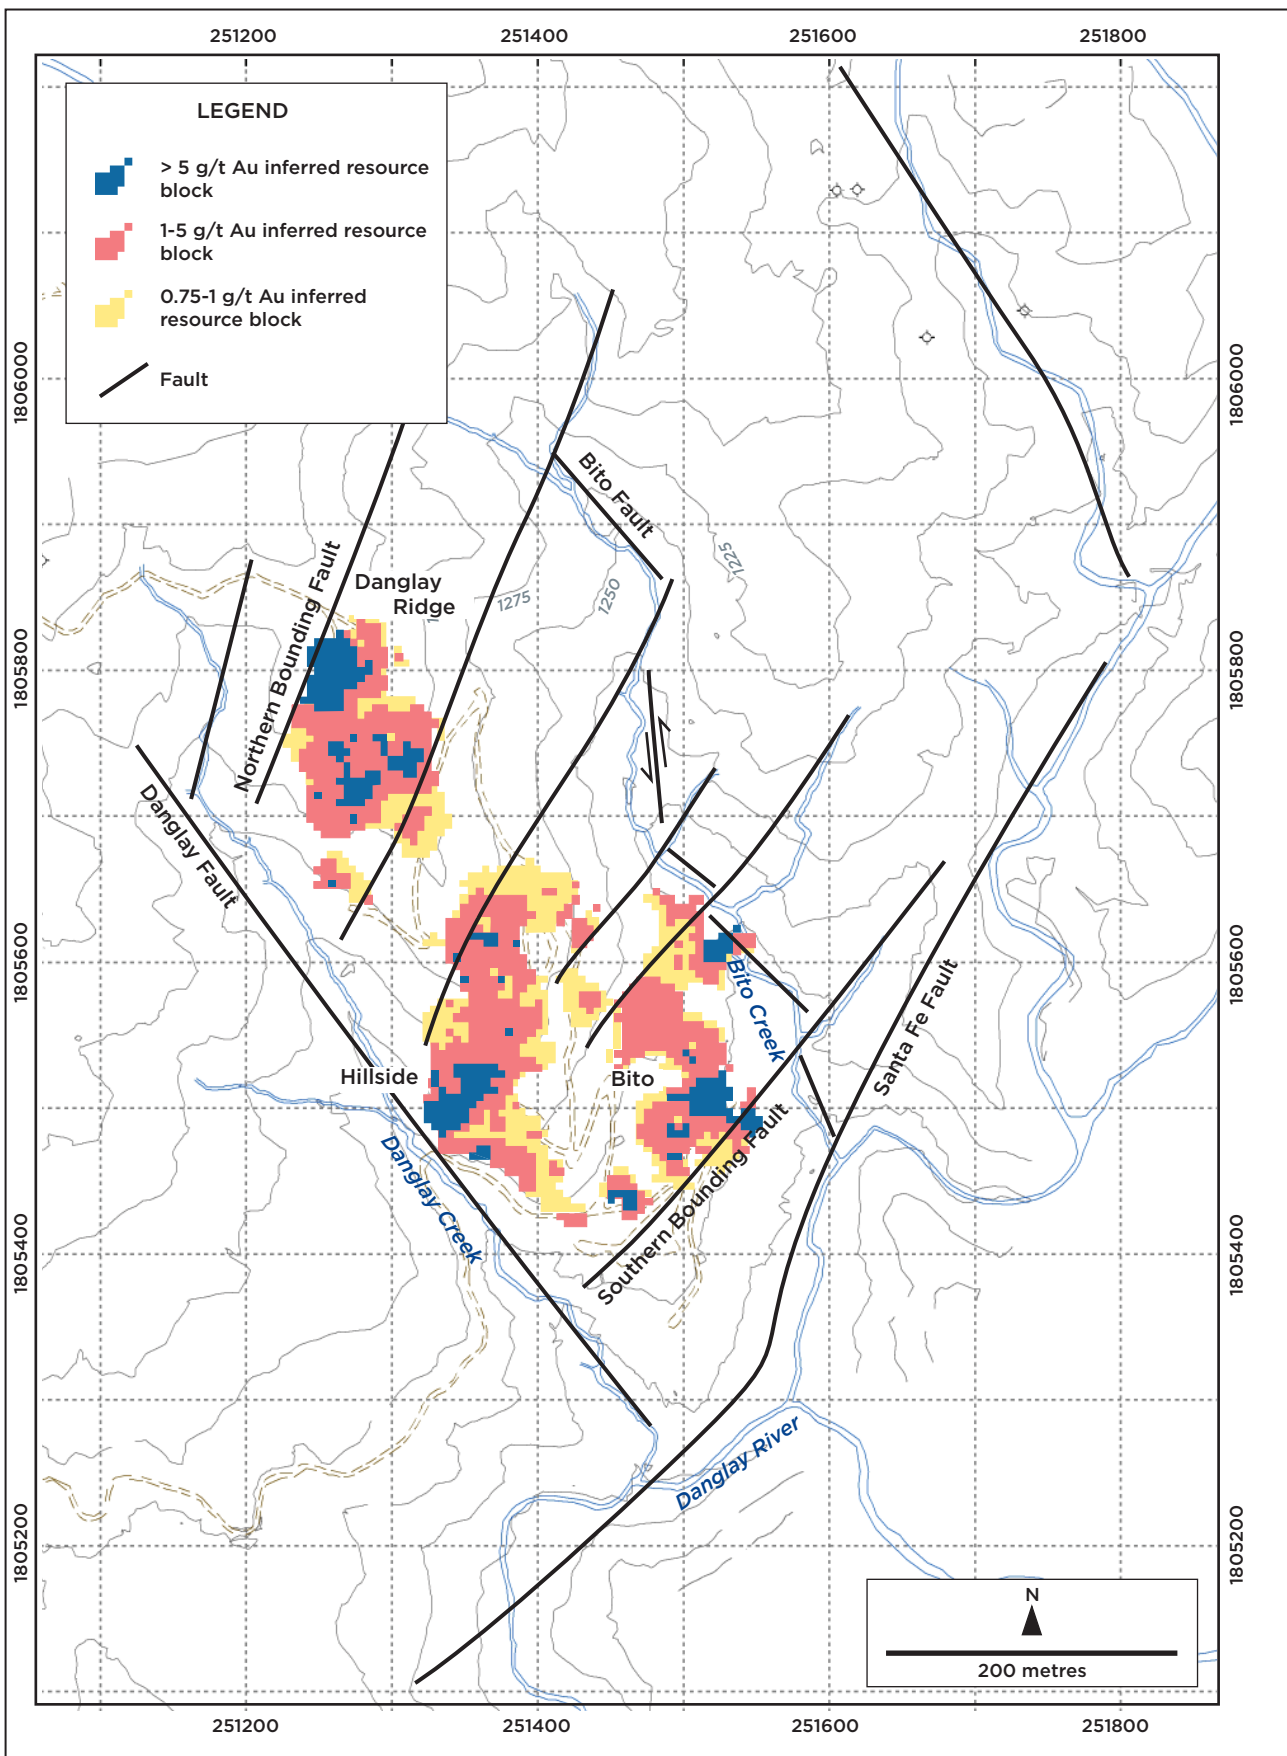 251200
251400
251600
251800
LEGEND
> 5 g/t Au inferred resource
block
1-5 g/t Au inferred resource
block
0.75-1 g/t Au inferred
resource block
Fault
1806000
1806000
Bito Fault
1225
Northern Bounding Fault
Danglay
Ridge
1275
1250
1805800
1805800
Danglay Fault
1805600
1805600
Bito Creek
Santa Fe Fault
Hillside
Bito
Danglay Creek
Southern Bounding Fault
1805400
1805400
Danglay River
1805200
1805200
N
200 metres
251200
251400
251600
251800